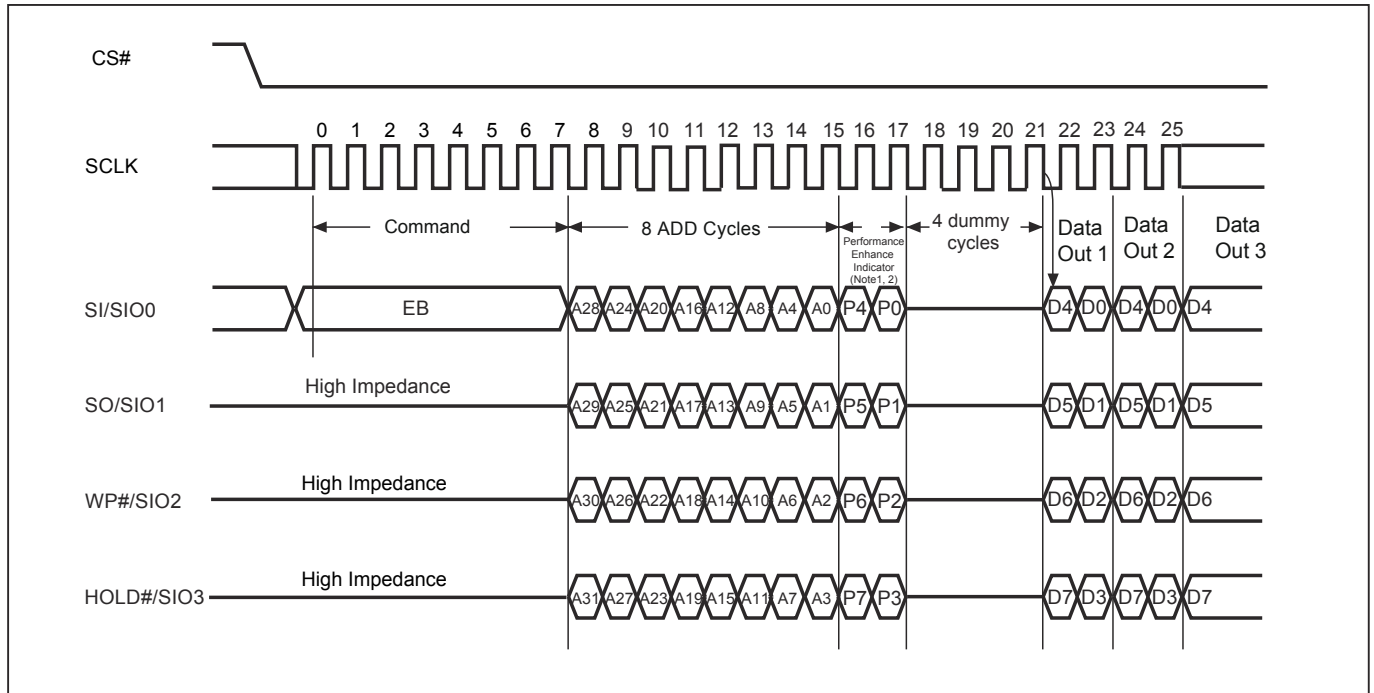 CS#
0 1 2 3 4 5 6 7 8 9 10 11 12 13 14 15 16 17 18 19 20 21 22 23 24 25
SCLK
Command
8 ADD Cycles
Performance
Enhance
Indicator
(Note1, 2)
4 dummy
cycles
Data
Out 1
Data
Out 2
Data
Out 3
SI/SIO0
EB
A28 A24 A20 A16 A12 A8 A4 A0 P4 P0 D4 D0 D4 D0 D4
High Impedance
SO/SIO1
A29 A25 A21 A17 A13 A9 A5 A1 P5 P1 D5 D1 D5 D1 D5
High Impedance
WP#/SIO2
A30 A26 A22 A18 A14 A10 A6 A2 P6 P2 D6 D2 D6 D2 D6
High Impedance
HOLD#/SIO3
A31 A27 A23 A19 A15 A11 A7 A3 P7 P3 D7 D3 D7 D3 D7